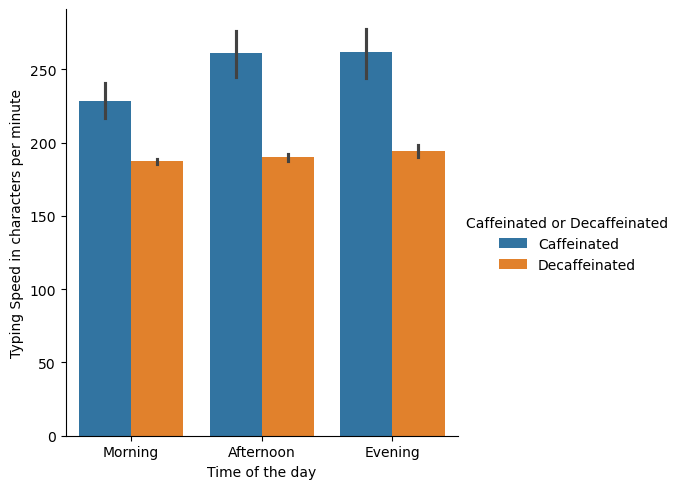 Typing Speed in characters per minute
250
200
150
100
50
0
Morning Afternoon Evening
Time of the day
Caffeinated or Decaffeinated
Caffeinated
Decaffeinated